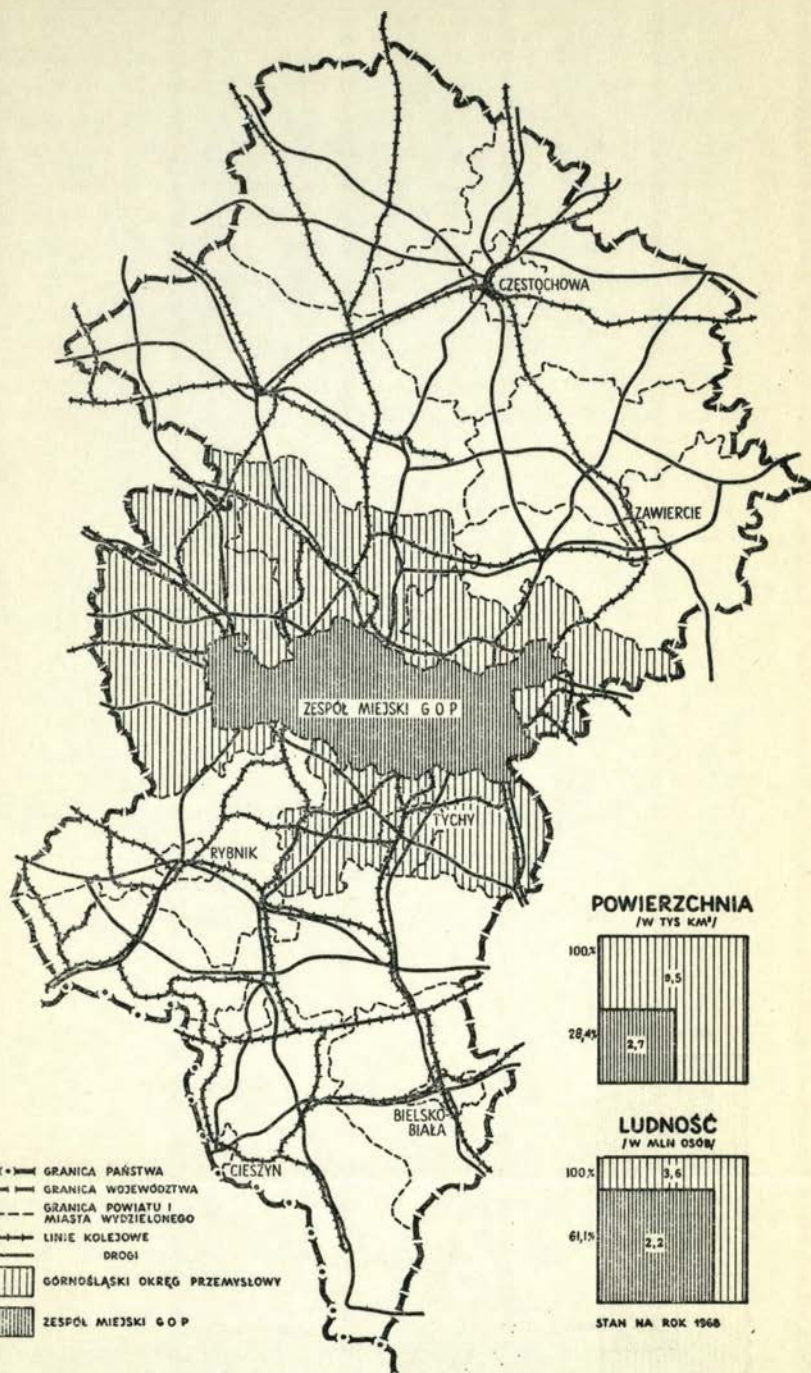 CZĘSTOCHOWA
ZAWIERCIE
ZESPÓŁ MIEJSKI G O P
TYCHY
RYBNIK
BIELSKO-
BIAŁA
CIESZYN
GRANICA PAŃSTWA
GRANICA WOJEWÓDZTWA
GRANICA POWIATU I
MIASTA WYDZIELONEGO
LINIE KOLEJOWE
DROGI
GÓRNOŚLĄSKI OKRĘG PRZEMYSŁOWY
ZESPÓŁ MIEJSKI G O P
POWIERZCHNIA
/W TYS KM²/
100%
9,5
28,4%
2,7
LUDNOŚĆ
/W MLN OSÓB/
100%
3,6
61,1%
2,2
STAN NA ROK 1968